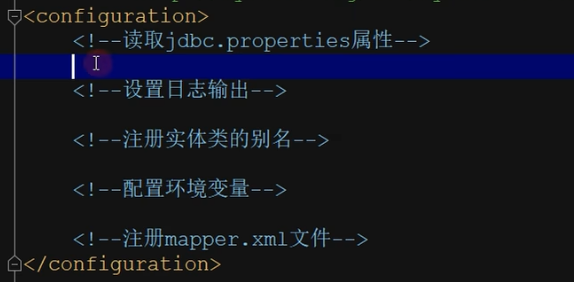 <configuration>
<!--读取jdbc.properties属性-->
<!--设置日志输出-->
<!--注册实体类的别名-->
<!--配置环境变量-->
<!--注册mapper.xml文件-->
</configuration>